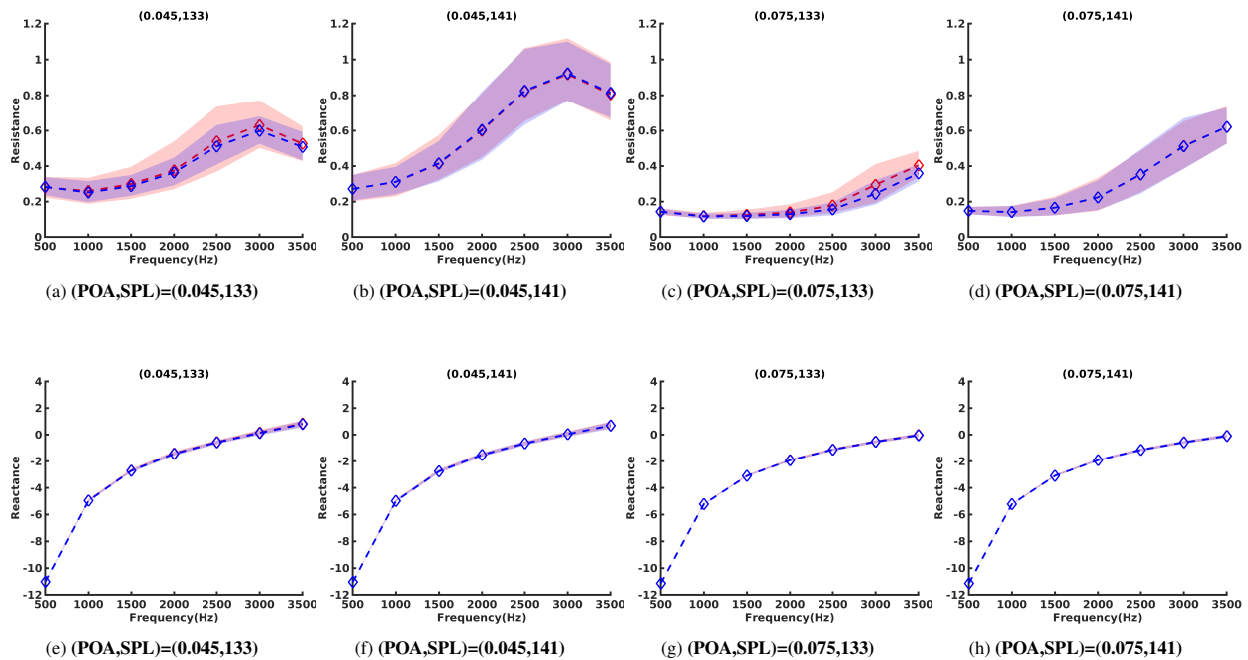 (0.045,133)
1.2
1
0.8
0.6
0.4
0.2
0
Resistance
500 1000 1500 2000 2500 3000 3500
Frequency(Hz)
(a) (POA,SPL)=(0.045,133)
(0.045,141)
1.2
1
0.8
0.6
0.4
0.2
0
Resistance
500 1000 1500 2000 2500 3000 3500
Frequency(Hz)
(b) (POA,SPL)=(0.045,141)
(0.075,133)
1.2
1
0.8
0.6
0.4
0.2
0
Resistance
500 1000 1500 2000 2500 3000 3500
Frequency(Hz)
(c) (POA,SPL)=(0.075,133)
(0.075,141)
1.2
1
0.8
0.6
0.4
0.2
0
Resistance
500 1000 1500 2000 2500 3000 3500
Frequency(Hz)
(d) (POA,SPL)=(0.075,141)
(0.045,133)
4
2
0
-2
-4
-6
-8
-10
-12
Reactance
500 1000 1500 2000 2500 3000 3500
Frequency(Hz)
(e) (POA,SPL)=(0.045,133)
(0.045,141)
4
2
0
-2
-4
-6
-8
-10
-12
Reactance
500 1000 1500 2000 2500 3000 3500
Frequency(Hz)
(f) (POA,SPL)=(0.045,141)
(0.075,133)
4
2
0
-2
-4
-6
-8
-10
-12
Reactance
500 1000 1500 2000 2500 3000 3500
Frequency(Hz)
(g) (POA,SPL)=(0.075,133)
(0.075,141)
4
2
0
-2
-4
-6
-8
-10
-12
Reactance
500 1000 1500 2000 2500 3000 3500
Frequency(Hz)
(h) (POA,SPL)=(0.075,141)